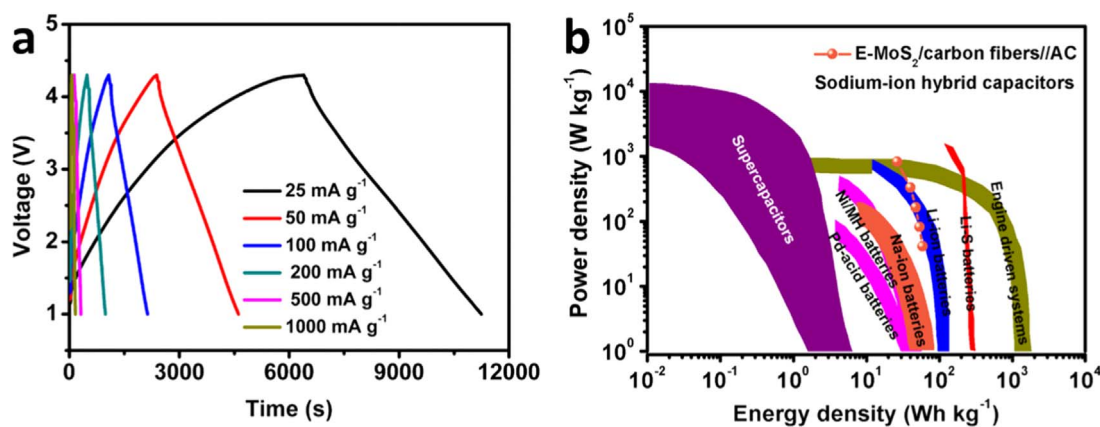 a
5
4
3
2
1
Voltage (V)
25 mA g⁻¹
50 mA g⁻¹
100 mA g⁻¹
200 mA g⁻¹
500 mA g⁻¹
1000 mA g⁻¹
0 3000 6000 9000 12000
Time (s)
b
10⁴
10³
10²
10¹
10⁰
Power density (W kg⁻¹)
E-MoS₂/carbon fibers//AC
Sodium-ion hybrid capacitors
Supercapacitors
Ni/MH batteries
Pd-acid batteries
Na-ion batteries
Li-ion batteries
Li-S batteries
Engine driven systems
10⁻² 10⁻¹ 10⁰ 10¹ 10² 10³ 10⁴
Energy density (Wh kg⁻¹)